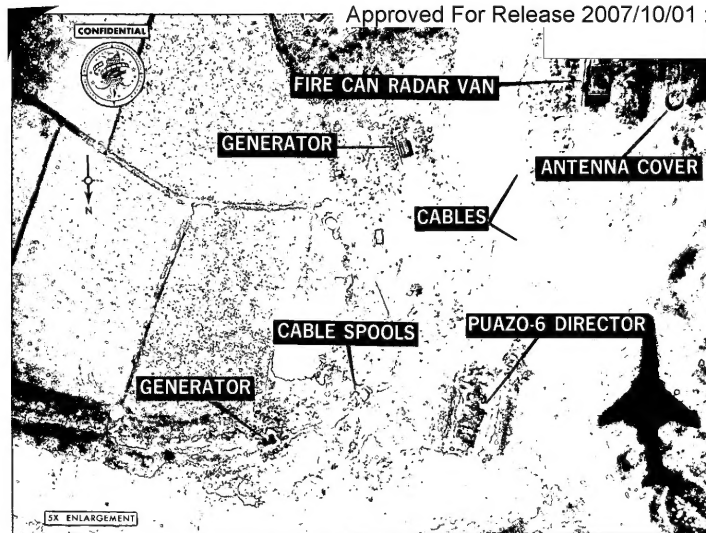 Approved For Release 2007/10/01 :
CONFIDENTIAL
FIRE CAN RADAR VAN
GENERATOR
ANTENNA COVER
N
CABLES
CABLE SPOOLS
PUAZO-6 DIRECTOR
GENERATOR
5X ENLARGEMENT